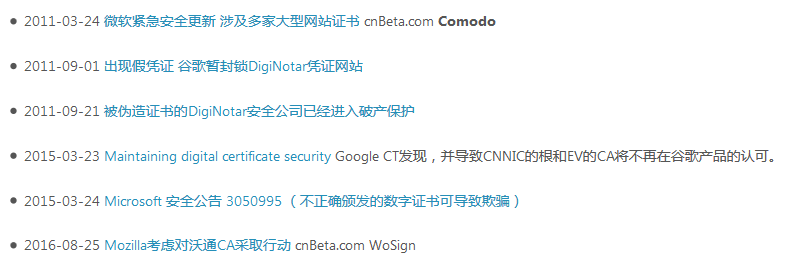 2011-03-24 微软紧急安全更新 涉及多家大型网站证书 cnBeta.com Comodo
2011-09-01 出现假凭证 谷歌暂封锁DigiNotar凭证网站
2011-09-21 被伪造证书的DigiNotar安全公司已经进入破产保护
2015-03-23 Maintaining digital certificate security Google CT发现，并导致CNNIC的根和EV的CA将不再在谷歌产品的认可。
2015-03-24 Microsoft 安全公告 3050995 （不正确颁发的数字证书可导致欺骗）
2016-08-25 Mozilla考虑对沃通CA采取行动 cnBeta.com WoSign